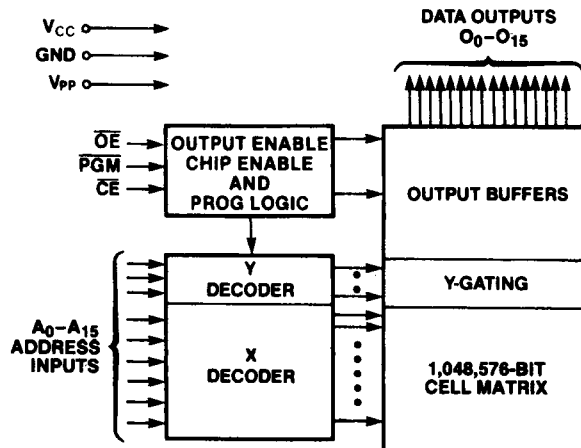 VCC
GND
VPP
DATA OUTPUTS
O0–O15
OE
PGM
CE
OUTPUT ENABLE
CHIP ENABLE
AND
PROG LOGIC
OUTPUT BUFFERS
Y
DECODER
Y-GATING
A0–A15
ADDRESS
INPUTS
X
DECODER
1,048,576-BIT
CELL MATRIX